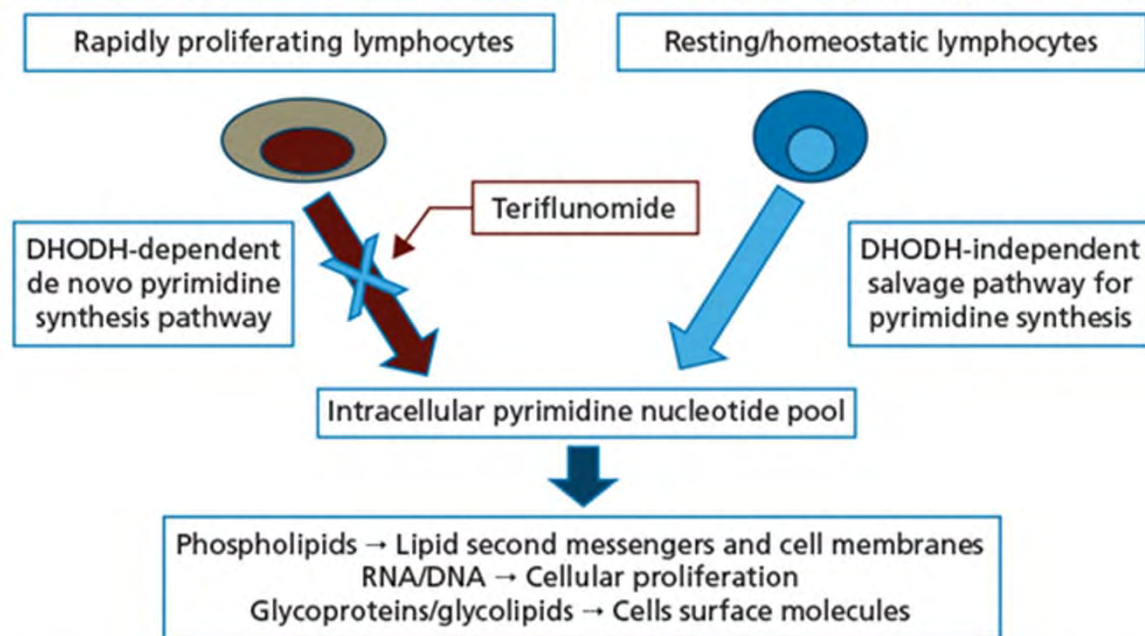 Rapidly proliferating lymphocytes
Resting/homeostatic lymphocytes
Teriflunomide
DHODH-dependent
de novo pyrimidine
synthesis pathway
DHODH-independent
salvage pathway for
pyrimidine synthesis
Intracellular pyrimidine nucleotide pool
Phospholipids → Lipid second messengers and cell membranes
RNA/DNA → Cellular proliferation
Glycoproteins/glycolipids → Cells surface molecules